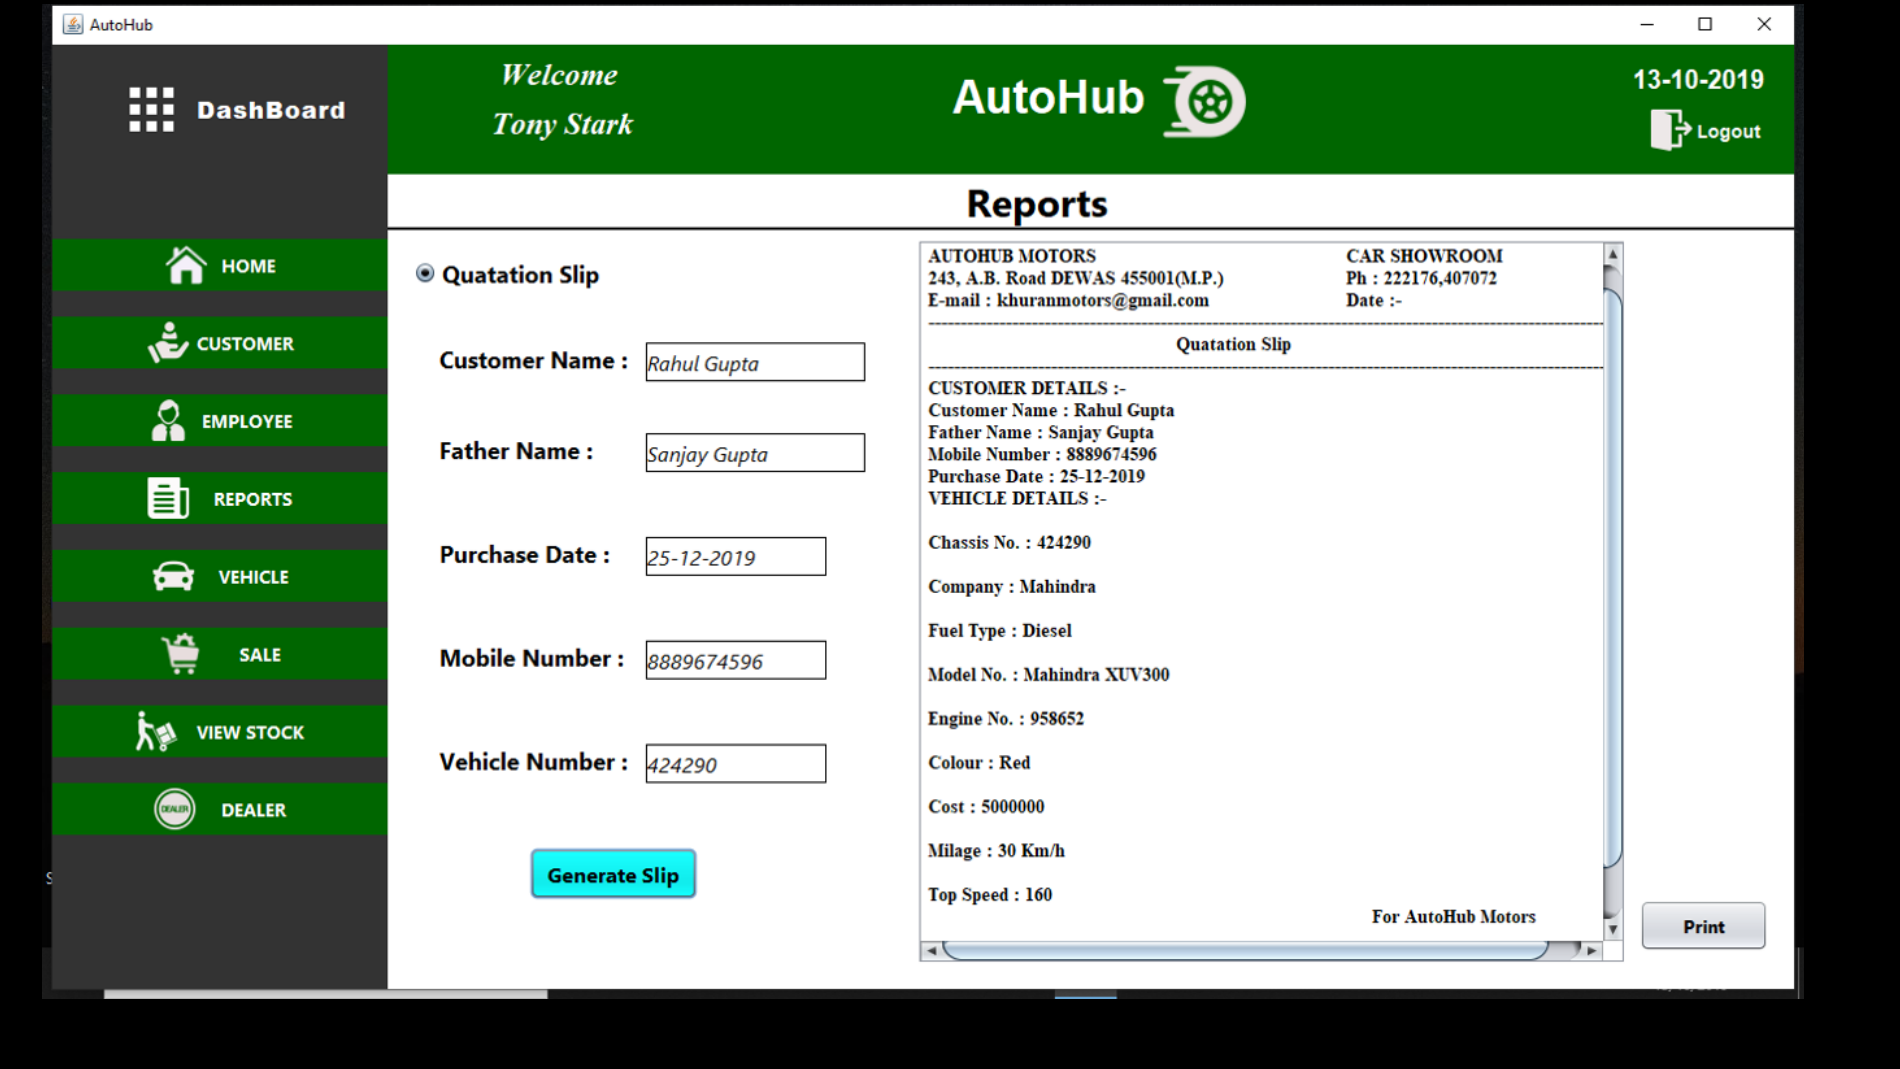 AutoHub
DashBoard
Welcome
Tony Stark
AutoHub
13-10-2019
Logout
Reports
HOME
CUSTOMER
EMPLOYEE
REPORTS
VEHICLE
SALE
VIEW STOCK
DEALER
DEALER
Quatation Slip
Customer Name : Rahul Gupta
Father Name : Sanjay Gupta
Purchase Date : 25-12-2019
Mobile Number : 8889674596
Vehicle Number : 424290
Generate Slip
AUTOHUB MOTORS CAR SHOWROOM
243, A.B. Road DEWAS 455001(M.P.) Ph : 222176,407072
E-mail : khuranmotors@gmail.com Date :-
Quatation Slip
CUSTOMER DETAILS :-
Customer Name : Rahul Gupta
Father Name : Sanjay Gupta
Mobile Number : 8889674596
Purchase Date : 25-12-2019
VEHICLE DETAILS :-
Chassis No. : 424290
Company : Mahindra
Fuel Type : Diesel
Model No. : Mahindra XUV300
Engine No. : 958652
Colour : Red
Cost : 5000000
Milage : 30 Km/h
Top Speed : 160
For AutoHub Motors
Print